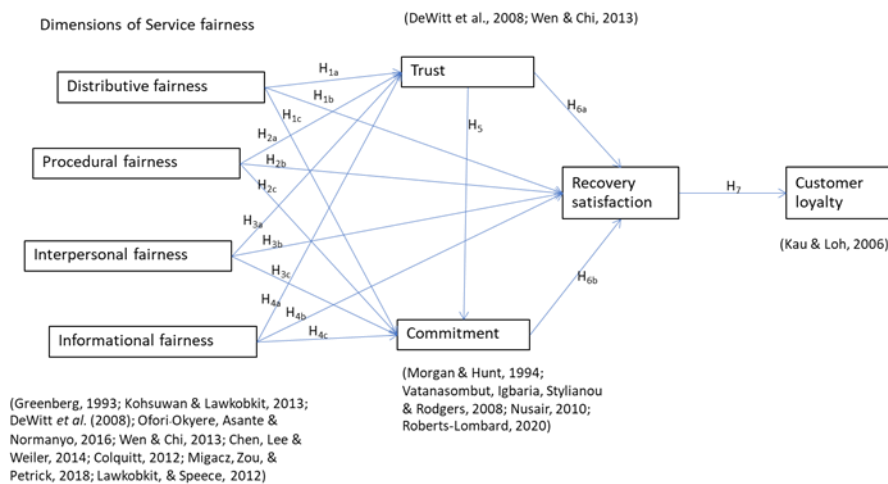 (DeWitt et al., 2008; Wen & Chi, 2013)
Dimensions of Service fairness
Distributive fairness
Procedural fairness
Interpersonal fairness
Informational fairness
H1a
H1b
H1c
H2a
H2b
H2c
H3a
H3b
H3c
H4a
H4b
H4c
Trust
H5
Commitment
H6a
H6b
Recovery
satisfaction
H7
Customer
loyalty
(Kau & Loh, 2006)
(Morgan & Hunt, 1994;
Vatanasombut, Igbaria, Stylianou
& Rodgers, 2008; Nusair, 2010;
Roberts-Lombard, 2020)
(Greenberg, 1993; Kohsuwan & Lawkobkit, 2013;
DeWitt et al. (2008); Ofori-Okyere, Asante &
Normanyo, 2016; Wen & Chi, 2013; Chen, Lee &
Weiler, 2014; Colquitt, 2012; Migacz, Zou, &
Petrick, 2018; Lawkobkit, & Speece, 2012)